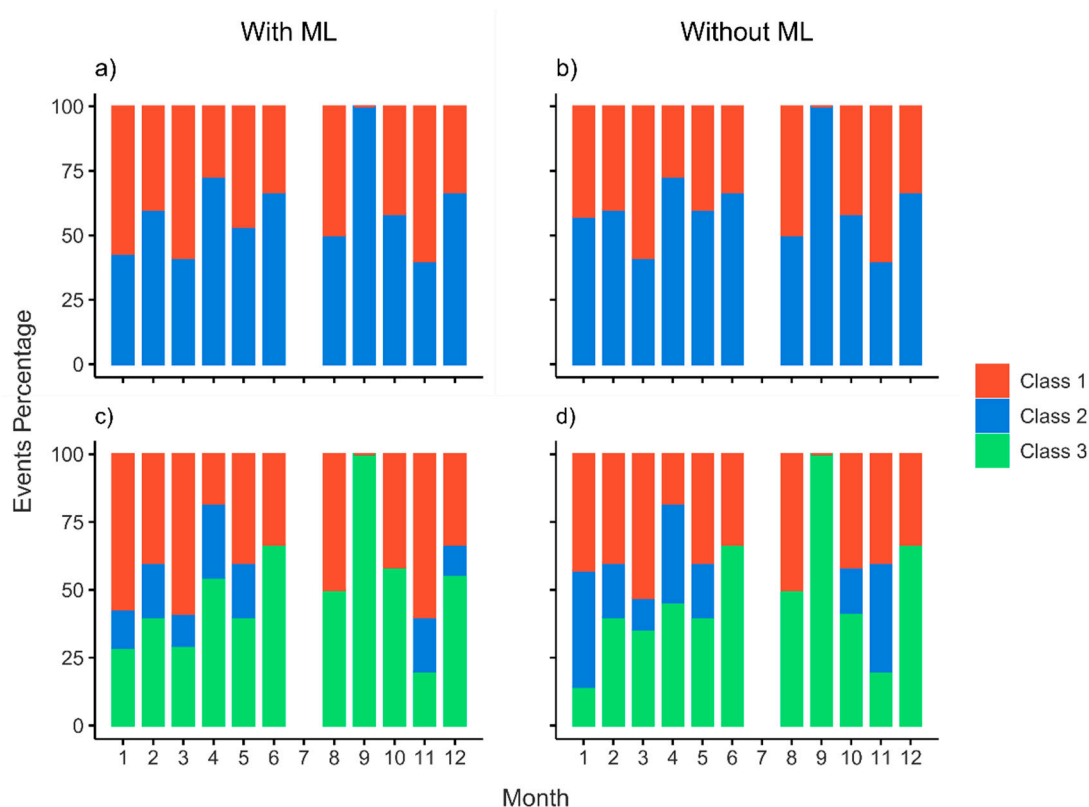 With ML
Without ML
a)
b)
100
75
50
25
0
c)
d)
100
75
50
25
0
1 2 3 4 5 6 7 8 9 10 11 12
1 2 3 4 5 6 7 8 9 10 11 12
Events Percentage
Month
Class 1
Class 2
Class 3